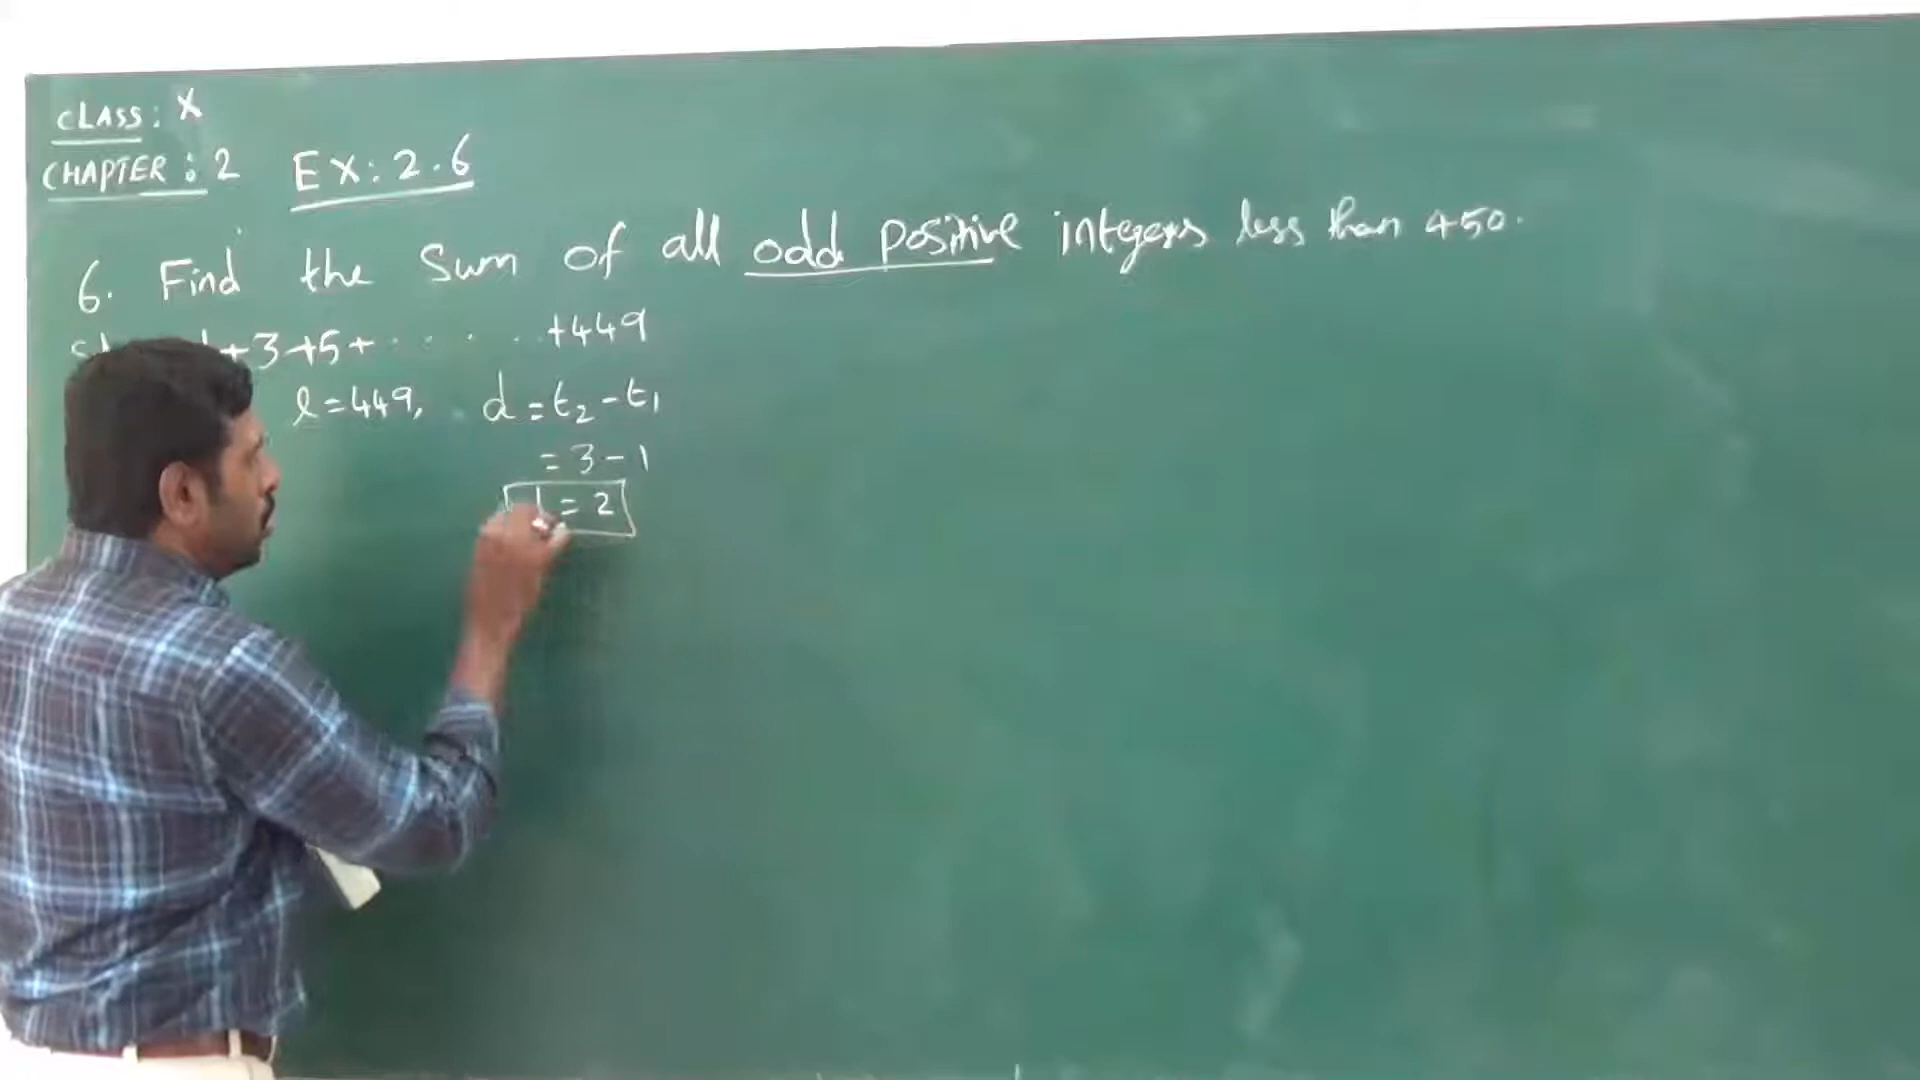 CLASS: X
CHAPTER: 2 EX: 2.6
6. Find the Sum of all odd positive integers less than 450.
+3+5+ . . . . . +449
l=449, d=t₂-t₁
=3-1
=2